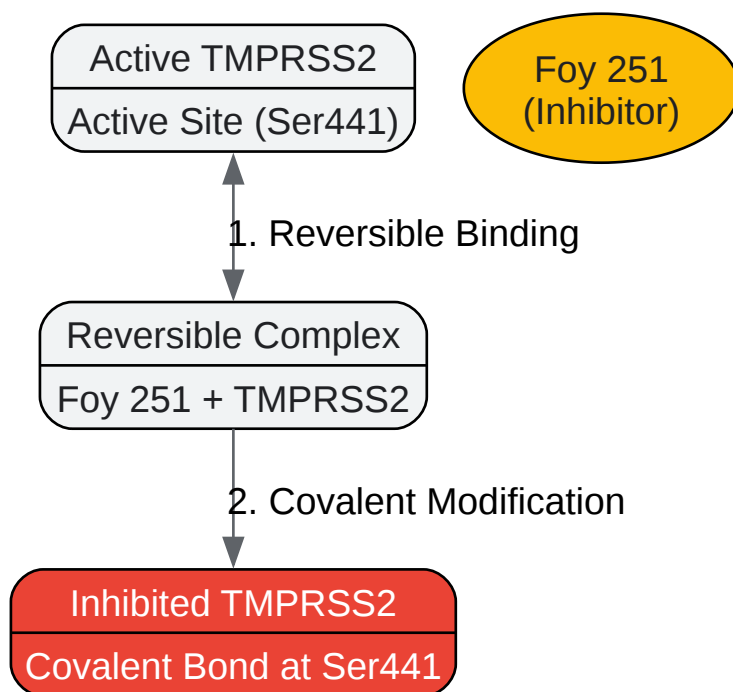 Active TMPRSS2
Active Site (Ser441)
Foy 251
(Inhibitor)
1. Reversible Binding
Reversible Complex
Foy 251 + TMPRSS2
2. Covalent Modification
Inhibited TMPRSS2
Covalent Bond at Ser441